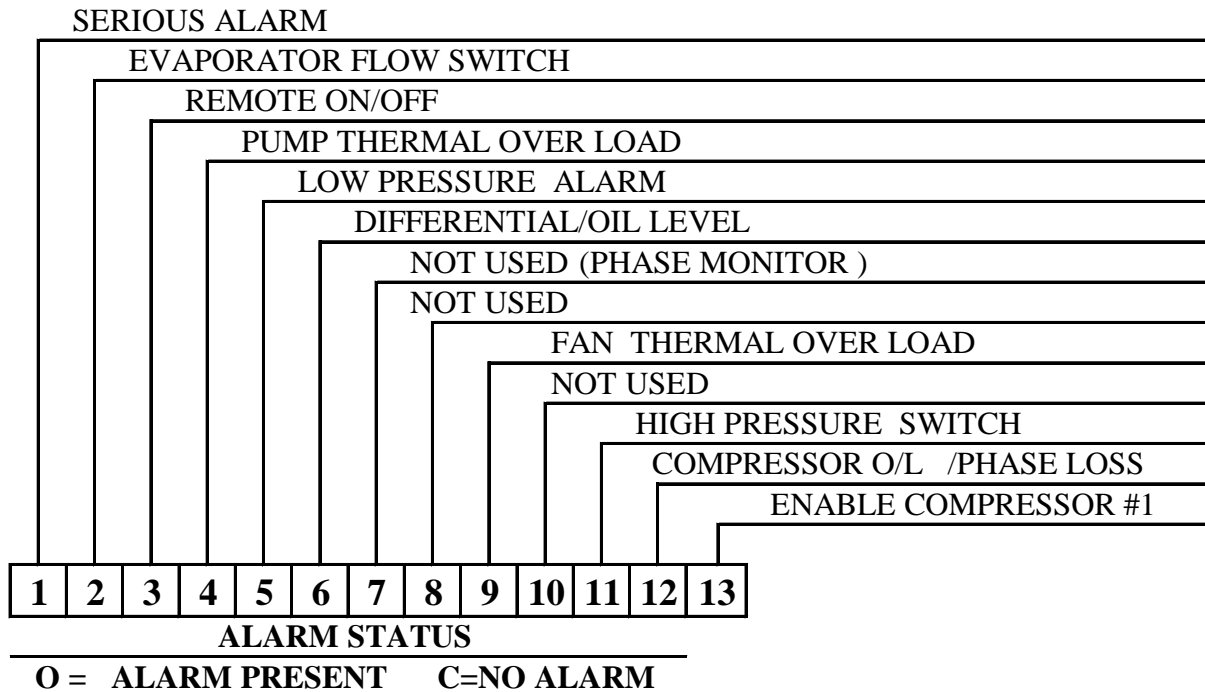 SERIOUS ALARM
EVAPORATOR FLOW SWITCH
REMOTE ON/OFF
PUMP THERMAL OVER LOAD
LOW PRESSURE ALARM
DIFFERENTIAL/OIL LEVEL
NOT USED (PHASE MONITOR )
NOT USED
FAN THERMAL OVER LOAD
NOT USED
HIGH PRESSURE SWITCH
COMPRESSOR O/L /PHASE LOSS
ENABLE COMPRESSOR #1
1 2 3 4 5 6 7 8 9 10 11 12 13
ALARM STATUS
O = ALARM PRESENT C=NO ALARM